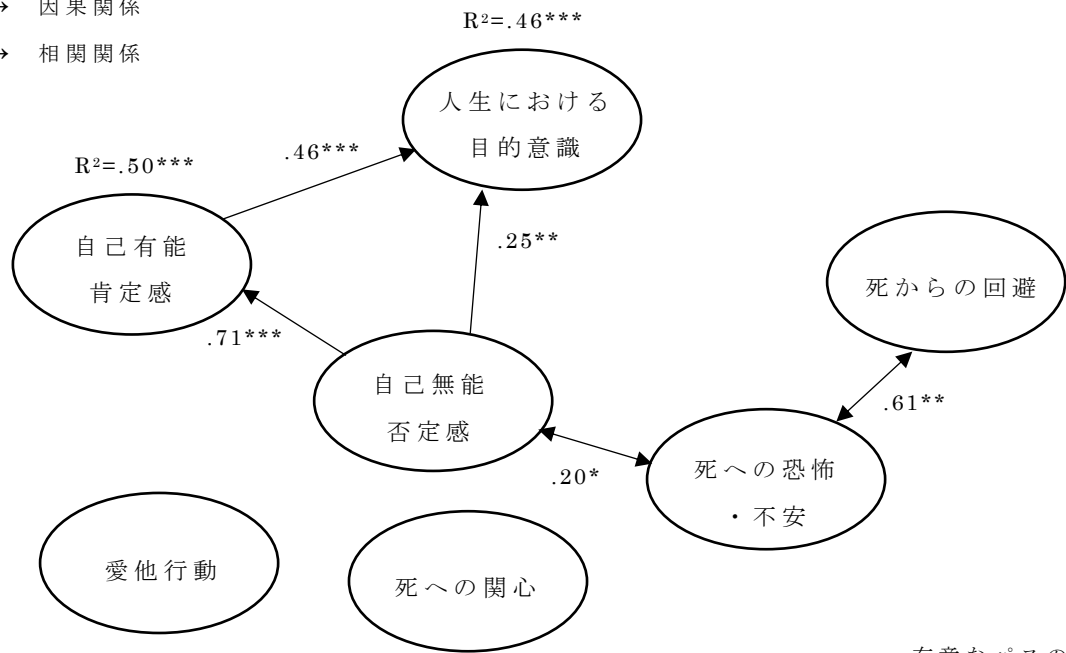 → 因果関係
→ 相関関係
R²=.46***
人生における
目的意識
R²=.50***
.46***
自己有能
肯定感
.25**
死からの回避
.71***
自己無能
否定感
.61**
.20*
死への恐怖
・不安
愛他行動
死への関心